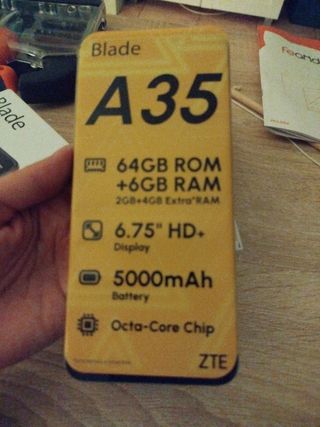 Blade
A35
64GB ROM
+6GB RAM
2GB+4GB Extra*RAM
6.75" HD+
Display
5000mAh
Battery
Octa-Core Chip
ZTE
Blade